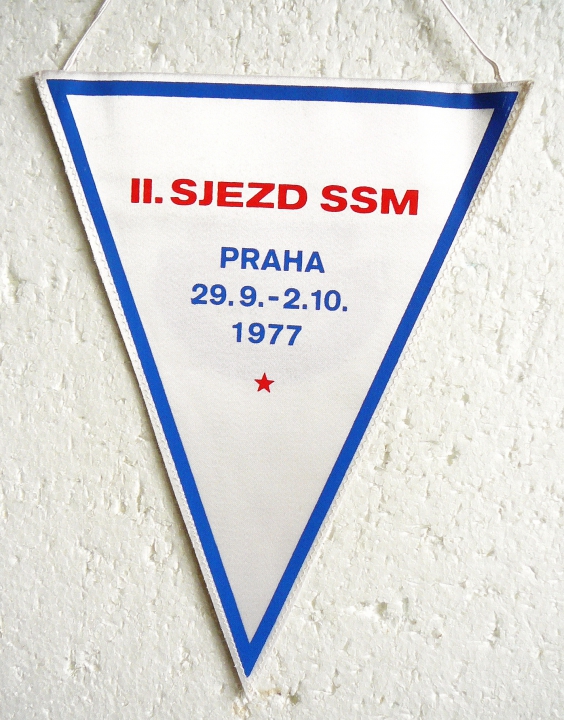 II. SJEZD SSM
PRAHA
29. 9. - 2. 10.
1977